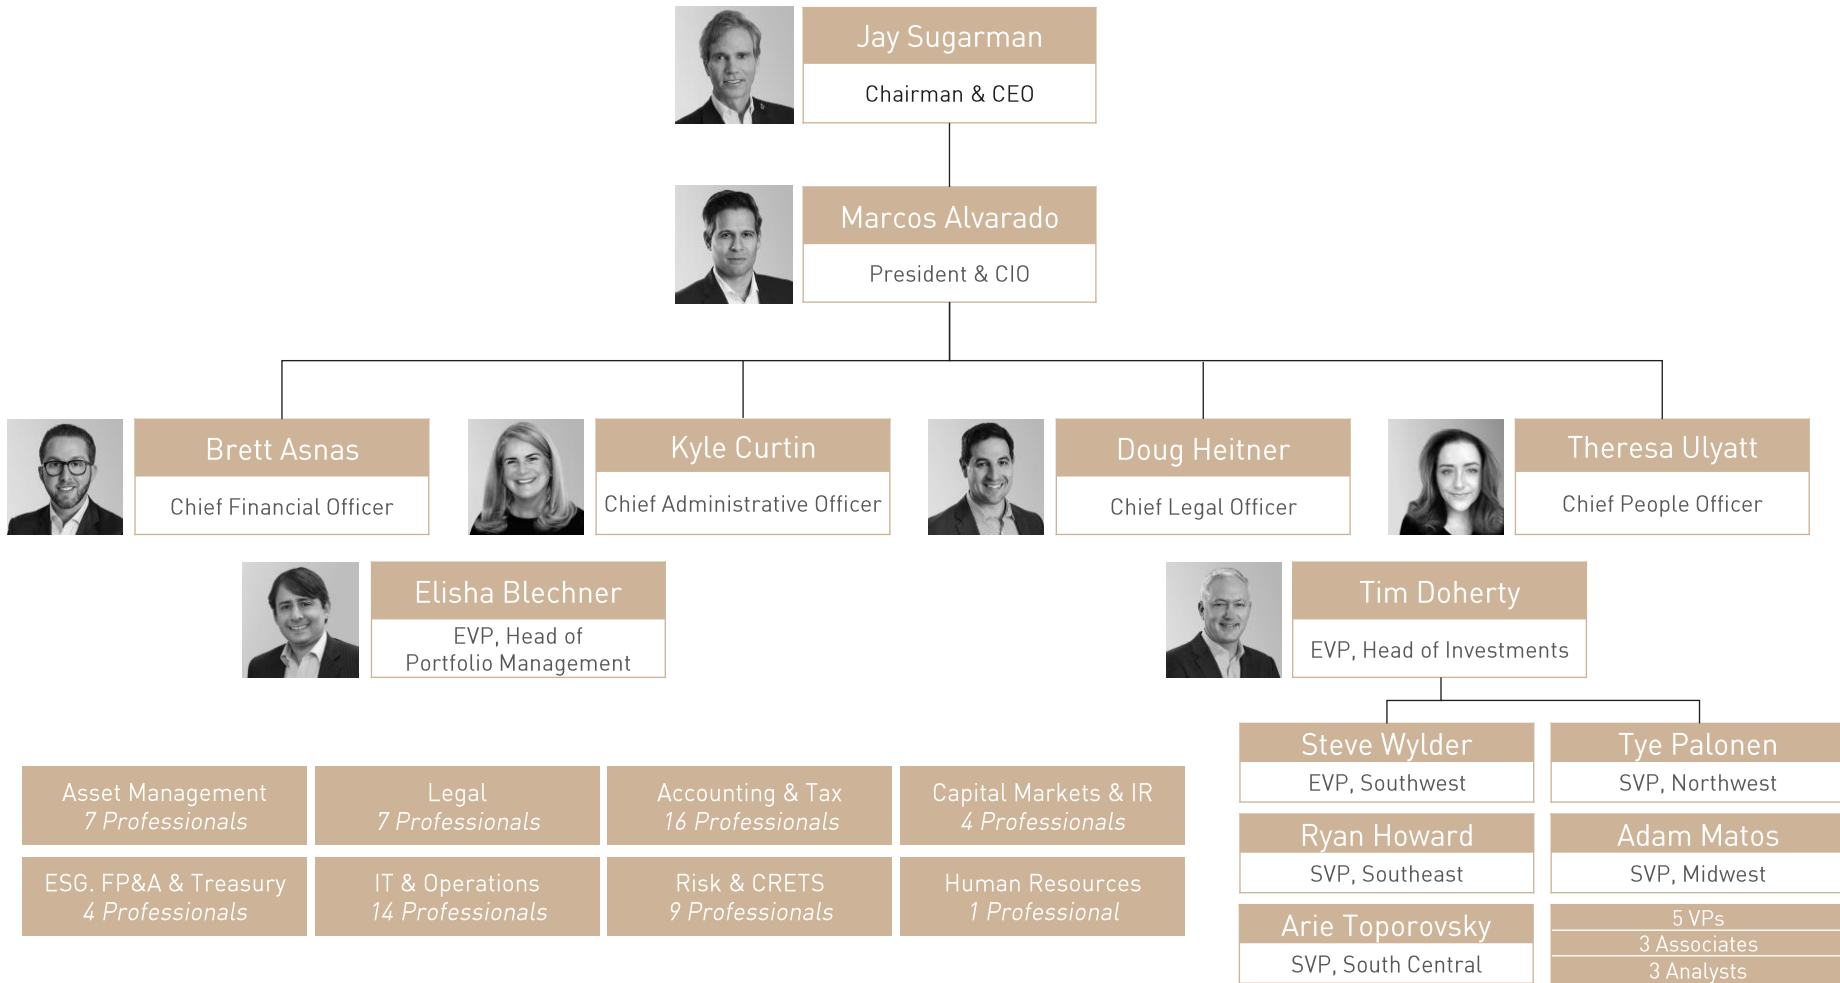 Jay Sugarman
Chairman & CEO
Marcos Alvarado
President & CIO
Brett Asnas
Chief Financial Officer
Kyle Curtin
Chief Administrative Officer
Doug Heitner
Chief Legal Officer
Theresa Ulyatt
Chief People Officer
Elisha Blechner
EVP, Head of
Portfolio Management
Tim Doherty
EVP, Head of Investments
Steve Wylder
EVP, Southwest
Tye Palonen
SVP, Northwest
Ryan Howard
SVP, Southeast
Adam Matos
SVP, Midwest
Arie Toporovsky
SVP, South Central
5 VPs
3 Associates
3 Analysts
Asset Management
7 Professionals
Legal
7 Professionals
Accounting & Tax
16 Professionals
Capital Markets & IR
4 Professionals
ESG. FP&A & Treasury
4 Professionals
IT & Operations
14 Professionals
Risk & CRETS
9 Professionals
Human Resources
1 Professional